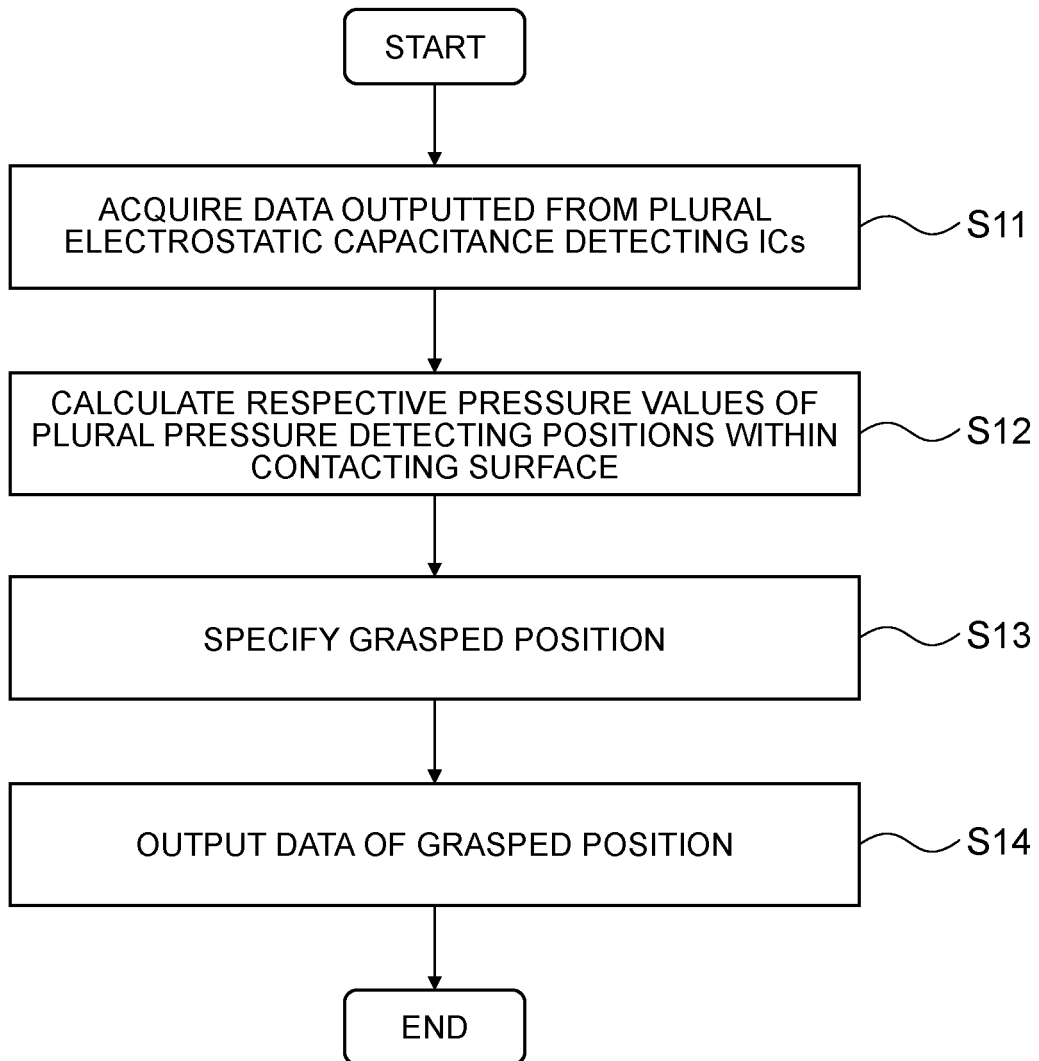 START
ACQUIRE DATA OUTPUTTED FROM PLURAL
ELECTROSTATIC CAPACITANCE DETECTING ICs
S11
CALCULATE RESPECTIVE PRESSURE VALUES OF
PLURAL PRESSURE DETECTING POSITIONS WITHIN
CONTACTING SURFACE
S12
SPECIFY GRASPED POSITION
S13
OUTPUT DATA OF GRASPED POSITION
S14
END